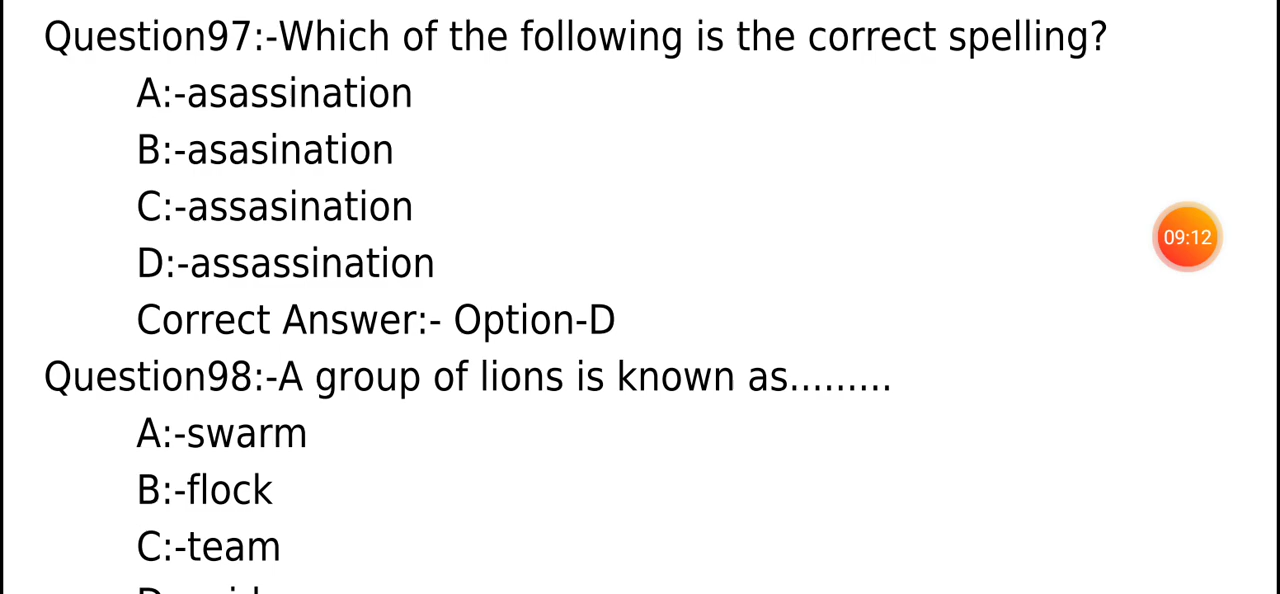 Question97:-Which of the following is the correct spelling?
A:-asassination
B:-asasination
C:-assasination
D:-assassination
09:12
Correct Answer:- Option-D
Question98:-A group of lions is known as.........
A:-swarm
B:-flock
C:-team